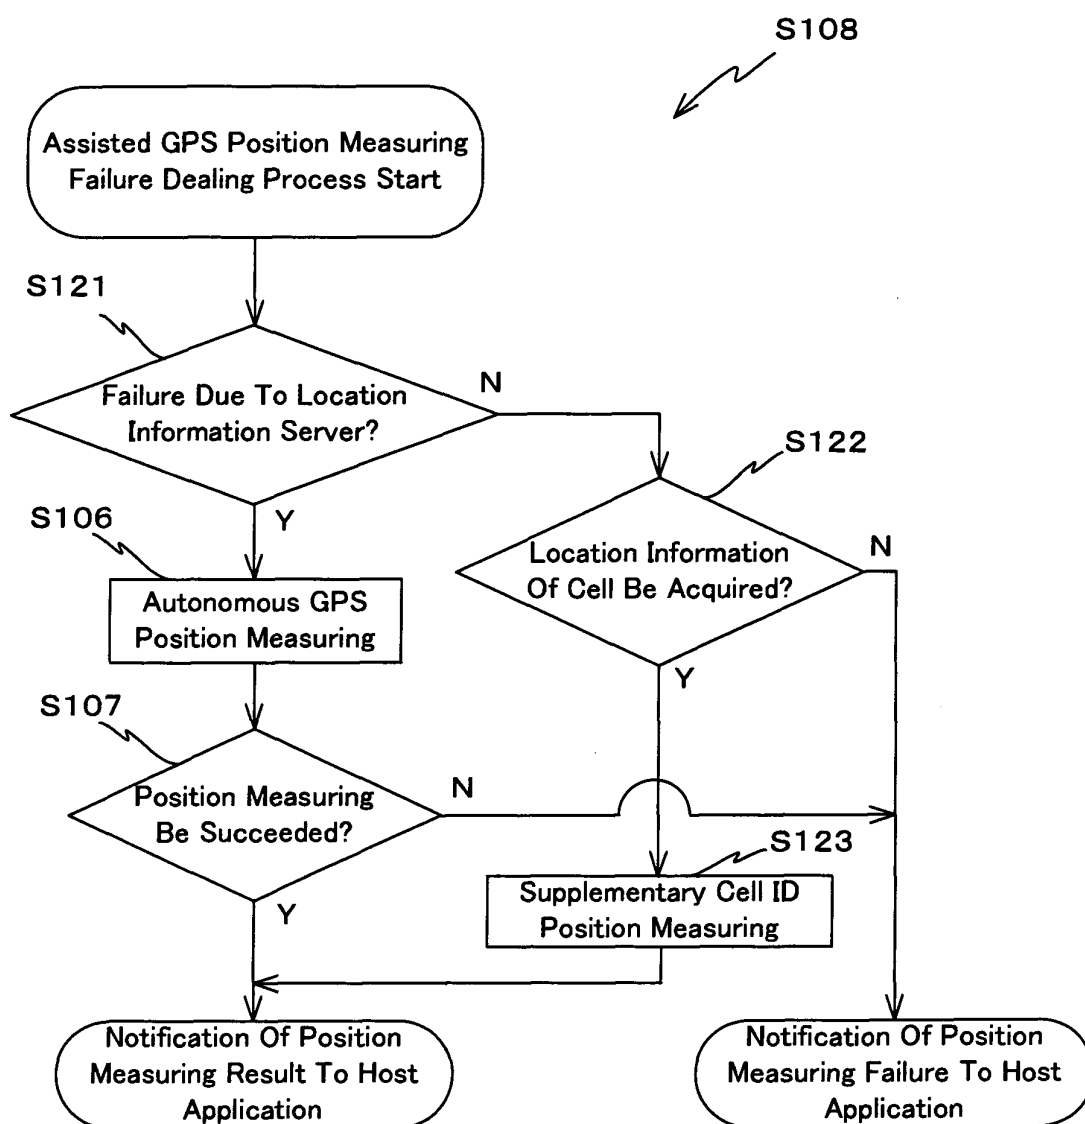 S108
Assisted GPS Position Measuring
Failure Dealing Process Start
S121
Failure Due To Location
Information Server?
N
Y
S122
Location Information
Of Cell Be Acquired?
N
Y
S106
Autonomous GPS
Position Measuring
S107
Position Measuring
Be Succeeded?
N
Y
S123
Supplementary Cell ID
Position Measuring
Notification Of Position
Measuring Result To Host
Application
Notification Of Position
Measuring Failure To Host
Application